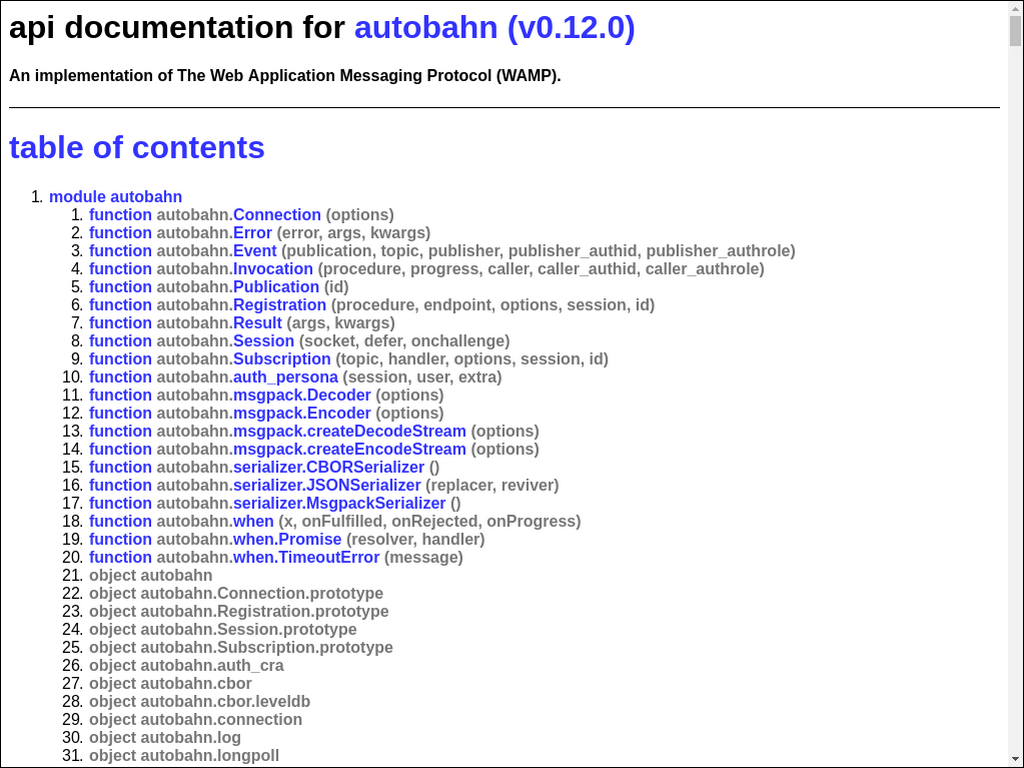 api documentation for autobahn (v0.12.0)
An implementation of The Web Application Messaging Protocol (WAMP).
table of contents
1. module autobahn
1. function autobahn.Connection (options)
2. function autobahn.Error (error, args, kwargs)
3. function autobahn.Event (publication, topic, publisher, publisher_authid, publisher_authrole)
4. function autobahn.Invocation (procedure, progress, caller, caller_authid, caller_authrole)
5. function autobahn.Publication (id)
6. function autobahn.Registration (procedure, endpoint, options, session, id)
7. function autobahn.Result (args, kwargs)
8. function autobahn.Session (socket, defer, onchallenge)
9. function autobahn.Subscription (topic, handler, options, session, id)
10. function autobahn.auth_persona (session, user, extra)
11. function autobahn.msgpack.Decoder (options)
12. function autobahn.msgpack.Encoder (options)
13. function autobahn.msgpack.createDecodeStream (options)
14. function autobahn.msgpack.createEncodeStream (options)
15. function autobahn.serializer.CBORSerializer ()
16. function autobahn.serializer.JSONSerializer (replacer, reviver)
17. function autobahn.serializer.MsgpackSerializer ()
18. function autobahn.when (x, onFulfilled, onRejected, onProgress)
19. function autobahn.when.Promise (resolver, handler)
20. function autobahn.when.TimeoutError (message)
21. object autobahn
22. object autobahn.Connection.prototype
23. object autobahn.Registration.prototype
24. object autobahn.Session.prototype
25. object autobahn.Subscription.prototype
26. object autobahn.auth_cra
27. object autobahn.cbor
28. object autobahn.cbor.leveldb
29. object autobahn.connection
30. object autobahn.log
31. object autobahn.longpoll